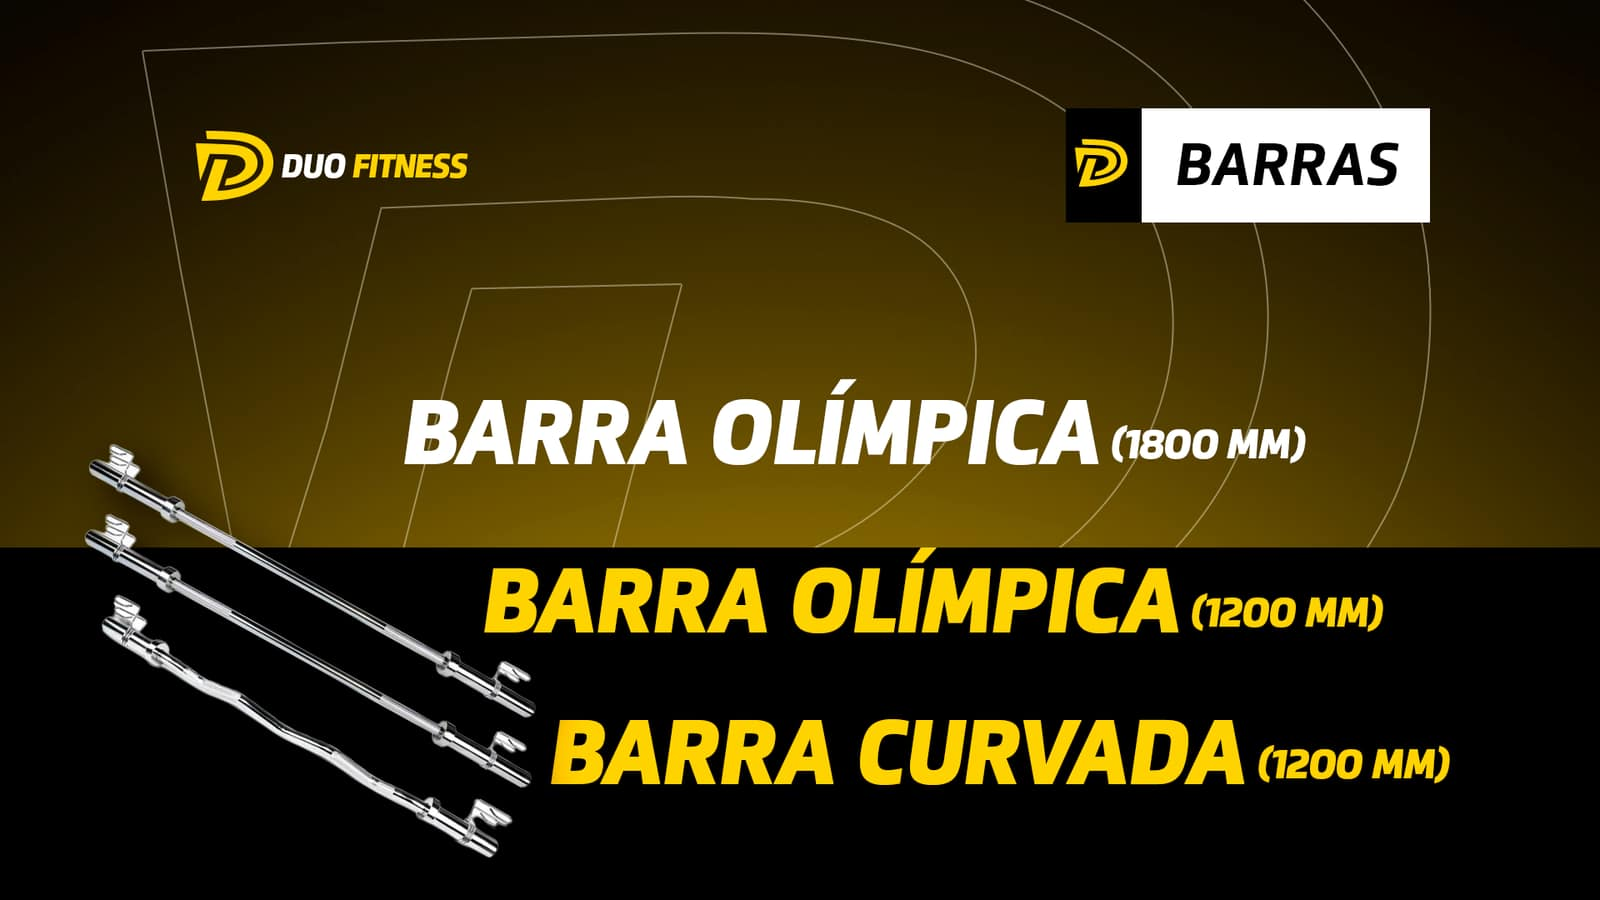 DUO FITNESS
BARRAS
BARRA OLÍMPICA (1800 MM)
BARRA OLÍMPICA (1200 MM)
BARRA CURVADA (1200 MM)